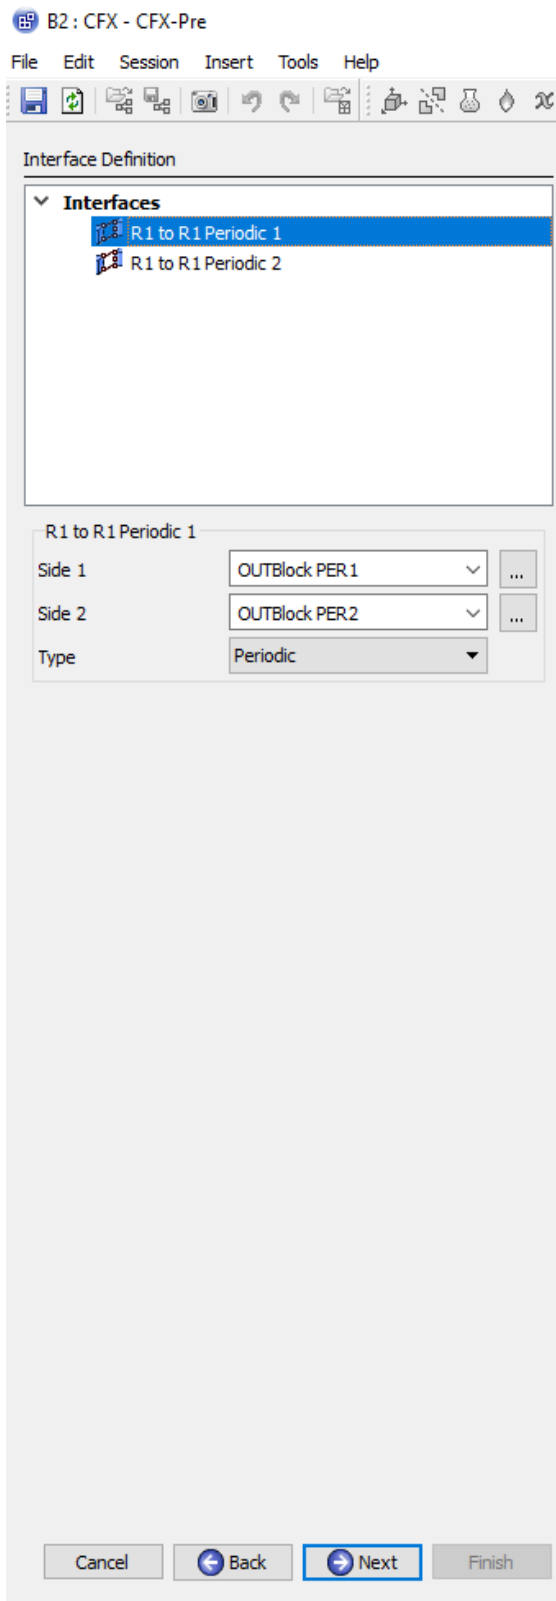 B2 : CFX - CFX-Pre
File Edit Session Insert Tools Help
Interface Definition
Interfaces
R1 to R1 Periodic 1
R1 to R1 Periodic 2
R1 to R1 Periodic 1
Side 1 OUTBlock PER1 ...
Side 2 OUTBlock PER2 ...
Type Periodic
Cancel Back Next Finish